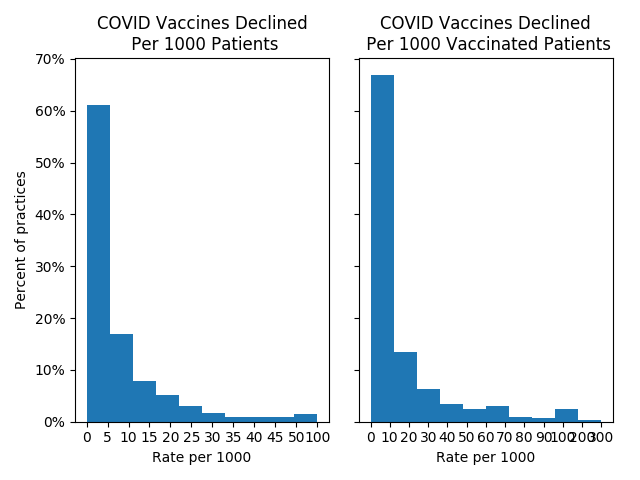 COVID Vaccines Declined
Per 1000 Patients
70%
60%
50%
40%
30%
20%
10%
0%
Percent of practices
0 5 10 15 20 25 30 35 40 45 50 100
Rate per 1000
COVID Vaccines Declined
Per 1000 Vaccinated Patients
0 10 20 30 40 50 60 70 80 90 100 200 300
Rate per 1000